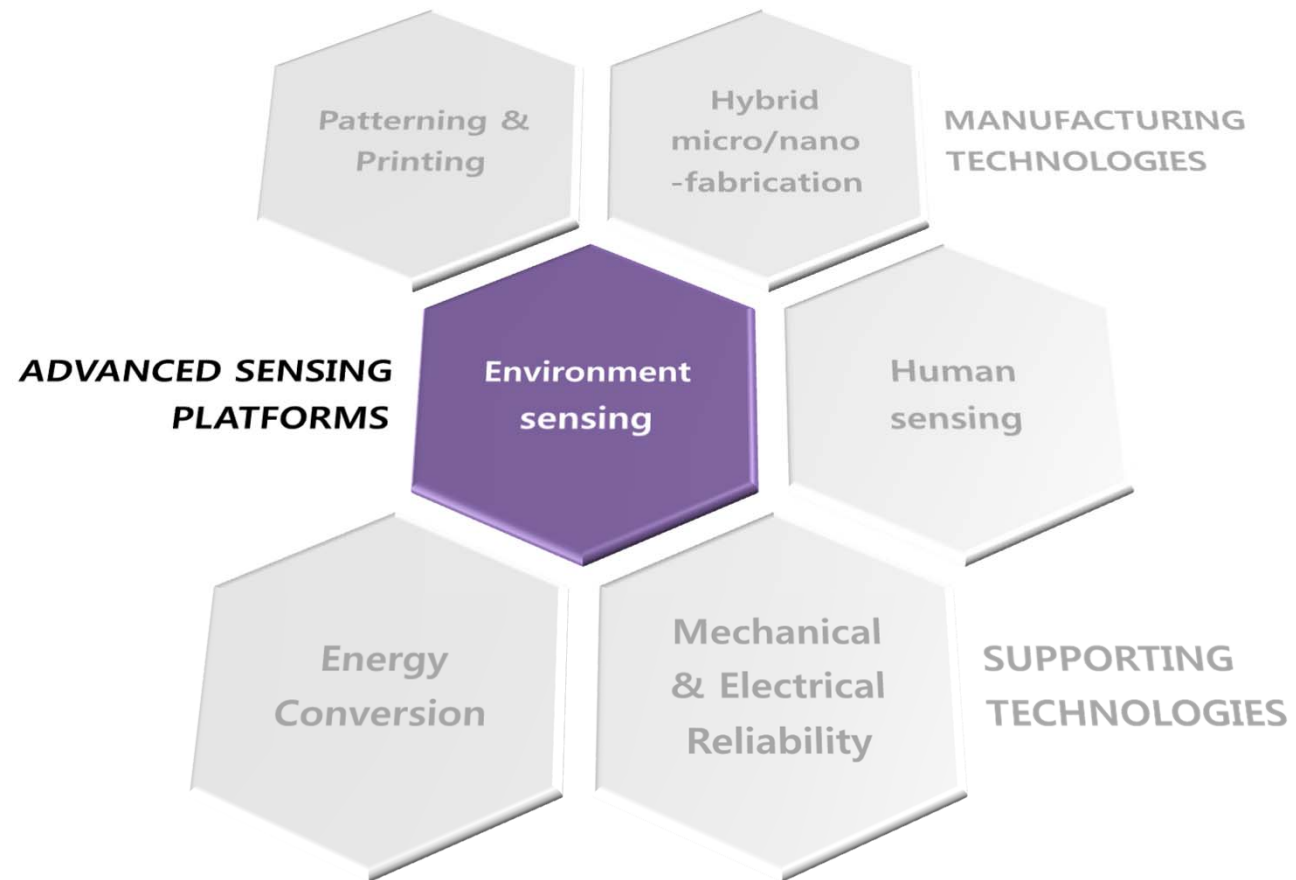 Patterning &
Printing
Hybrid
micro/nano
-fabrication
MANUFACTURING
TECHNOLOGIES
ADVANCED SENSING
PLATFORMS
Environment
sensing
Human
sensing
Energy
Conversion
Mechanical
& Electrical
Reliability
SUPPORTING
TECHNOLOGIES